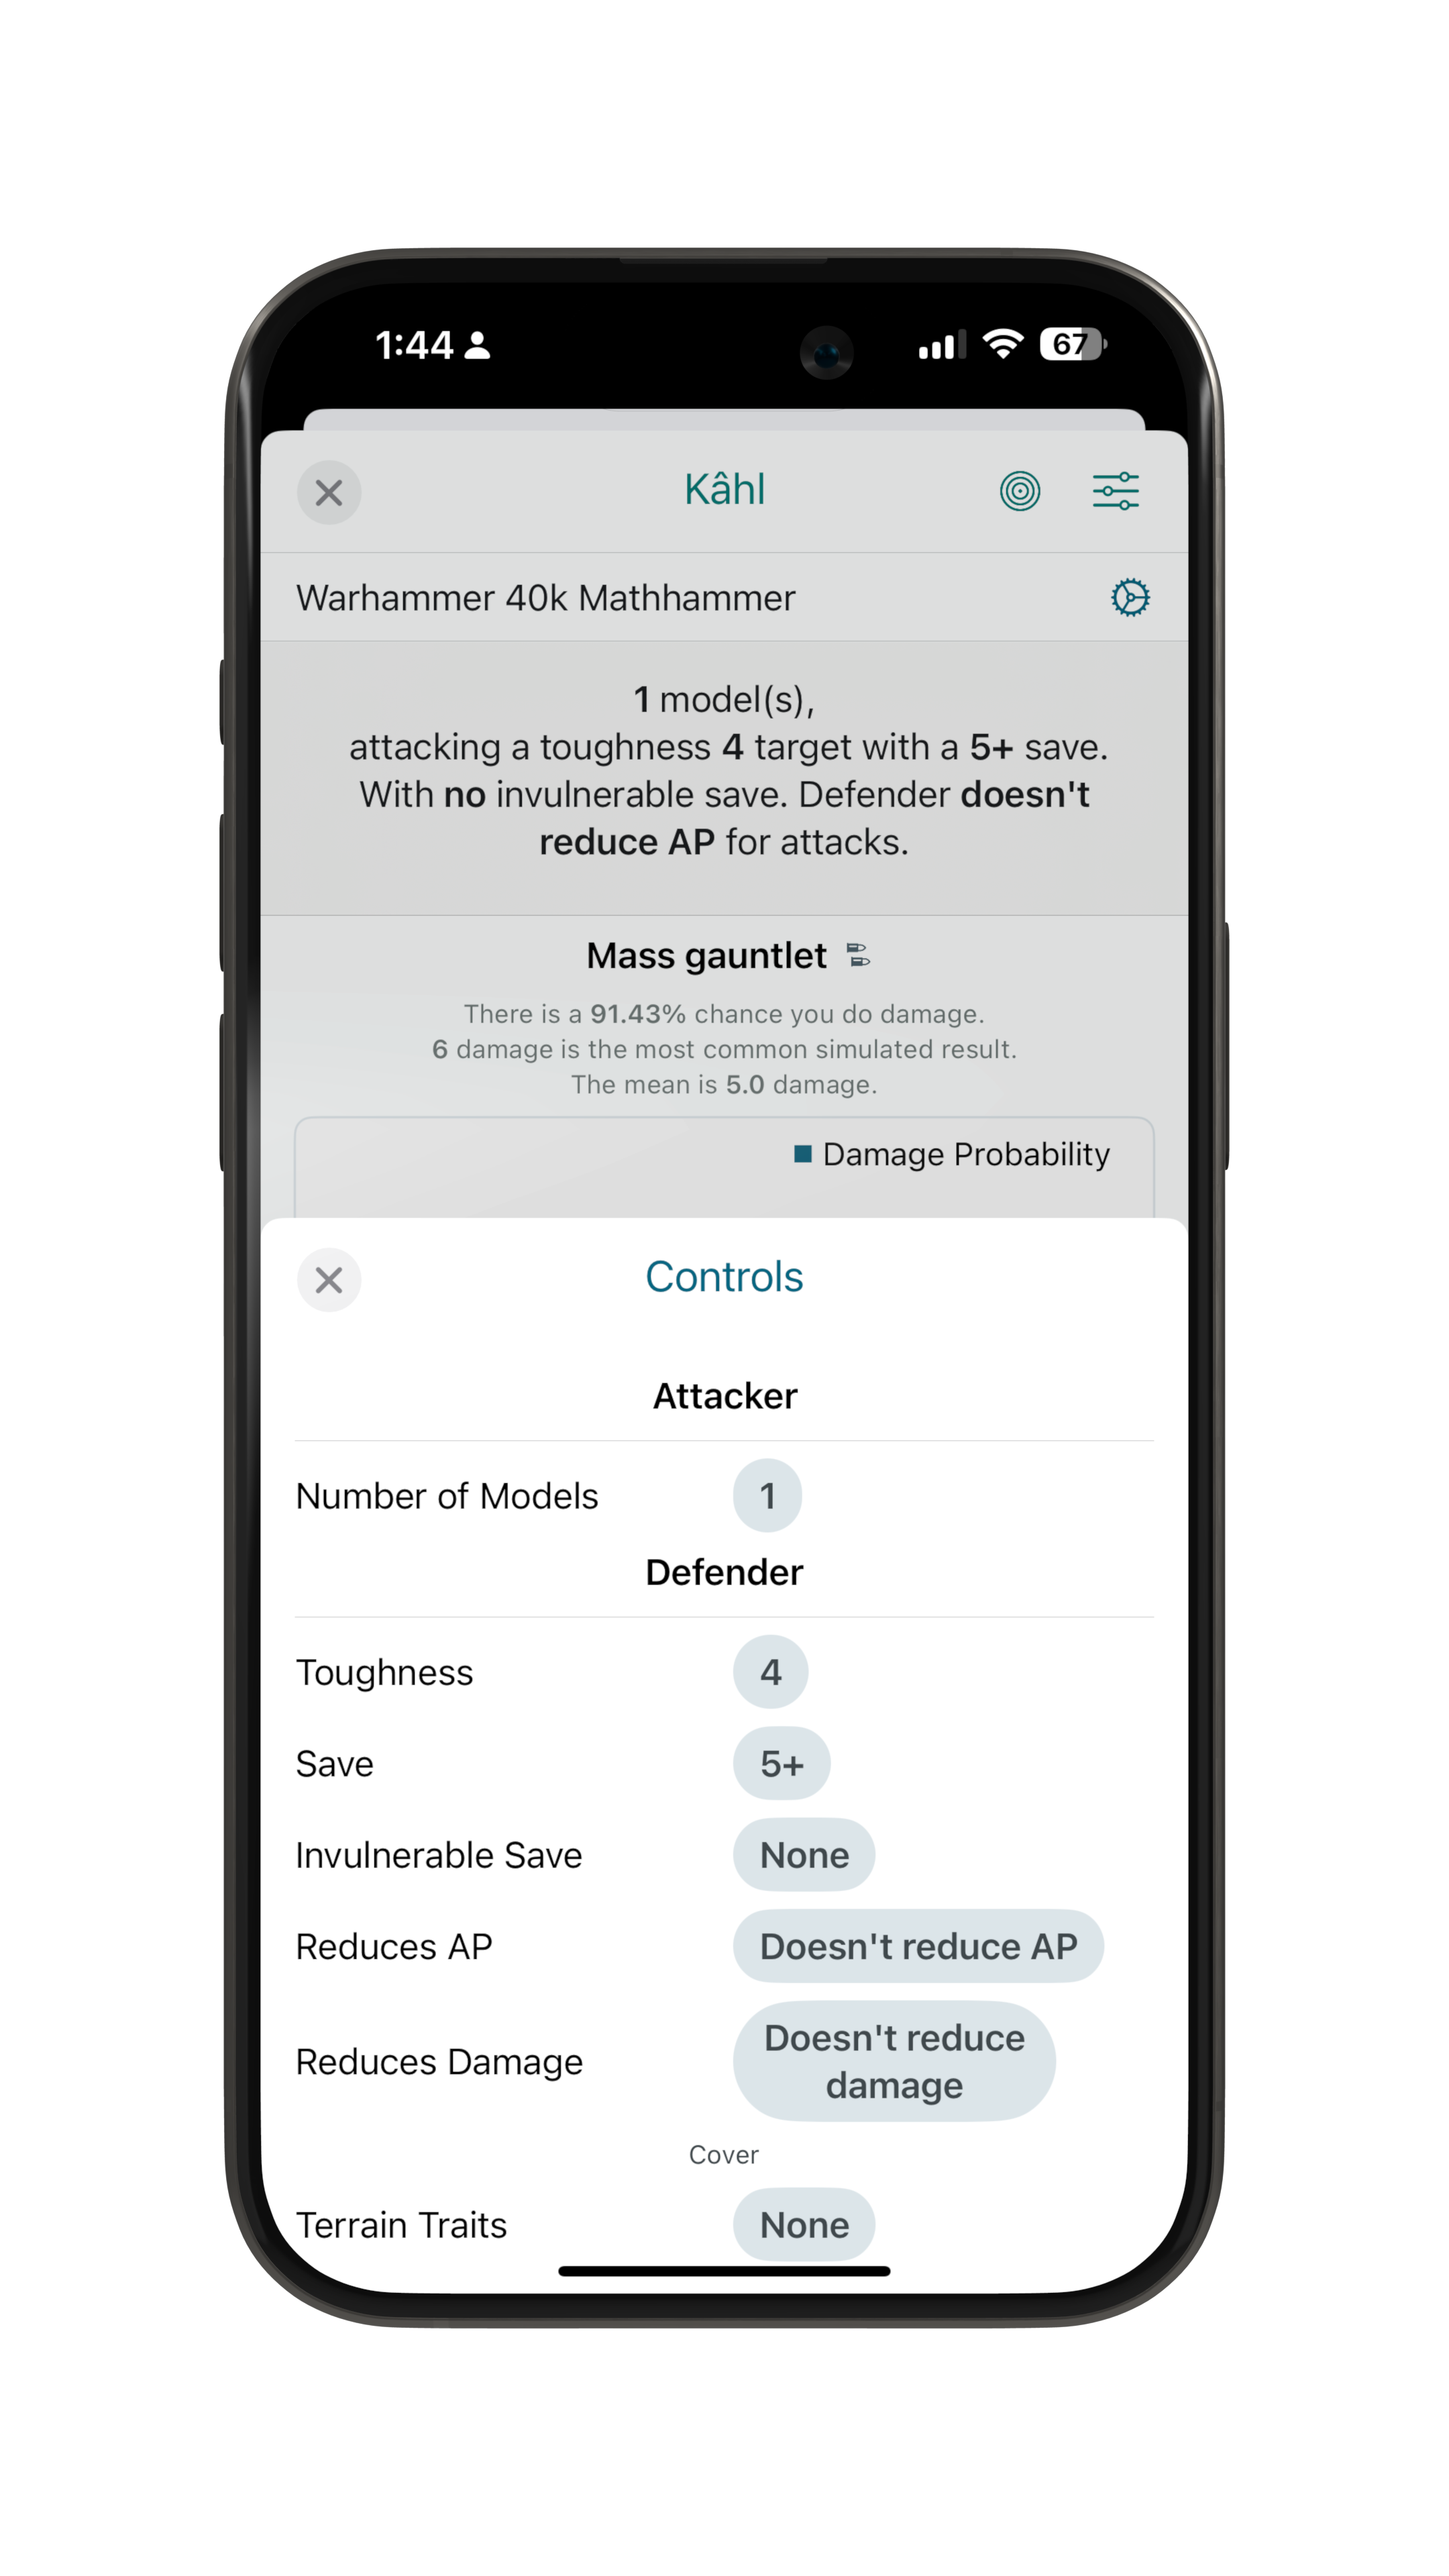 1:44
67
Kâhl
Warhammer 40k Mathhammer
1 model(s),
attacking a toughness 4 target with a 5+ save.
With no invulnerable save. Defender doesn't
reduce AP for attacks.
Mass gauntlet
There is a 91.43% chance you do damage.
6 damage is the most common simulated result.
The mean is 5.0 damage.
Damage Probability
Controls
Attacker
Number of Models 1
Defender
Toughness 4
Save 5+
Invulnerable Save None
Reduces AP Doesn't reduce AP
Reduces Damage Doesn't reduce
damage
Cover
Terrain Traits None